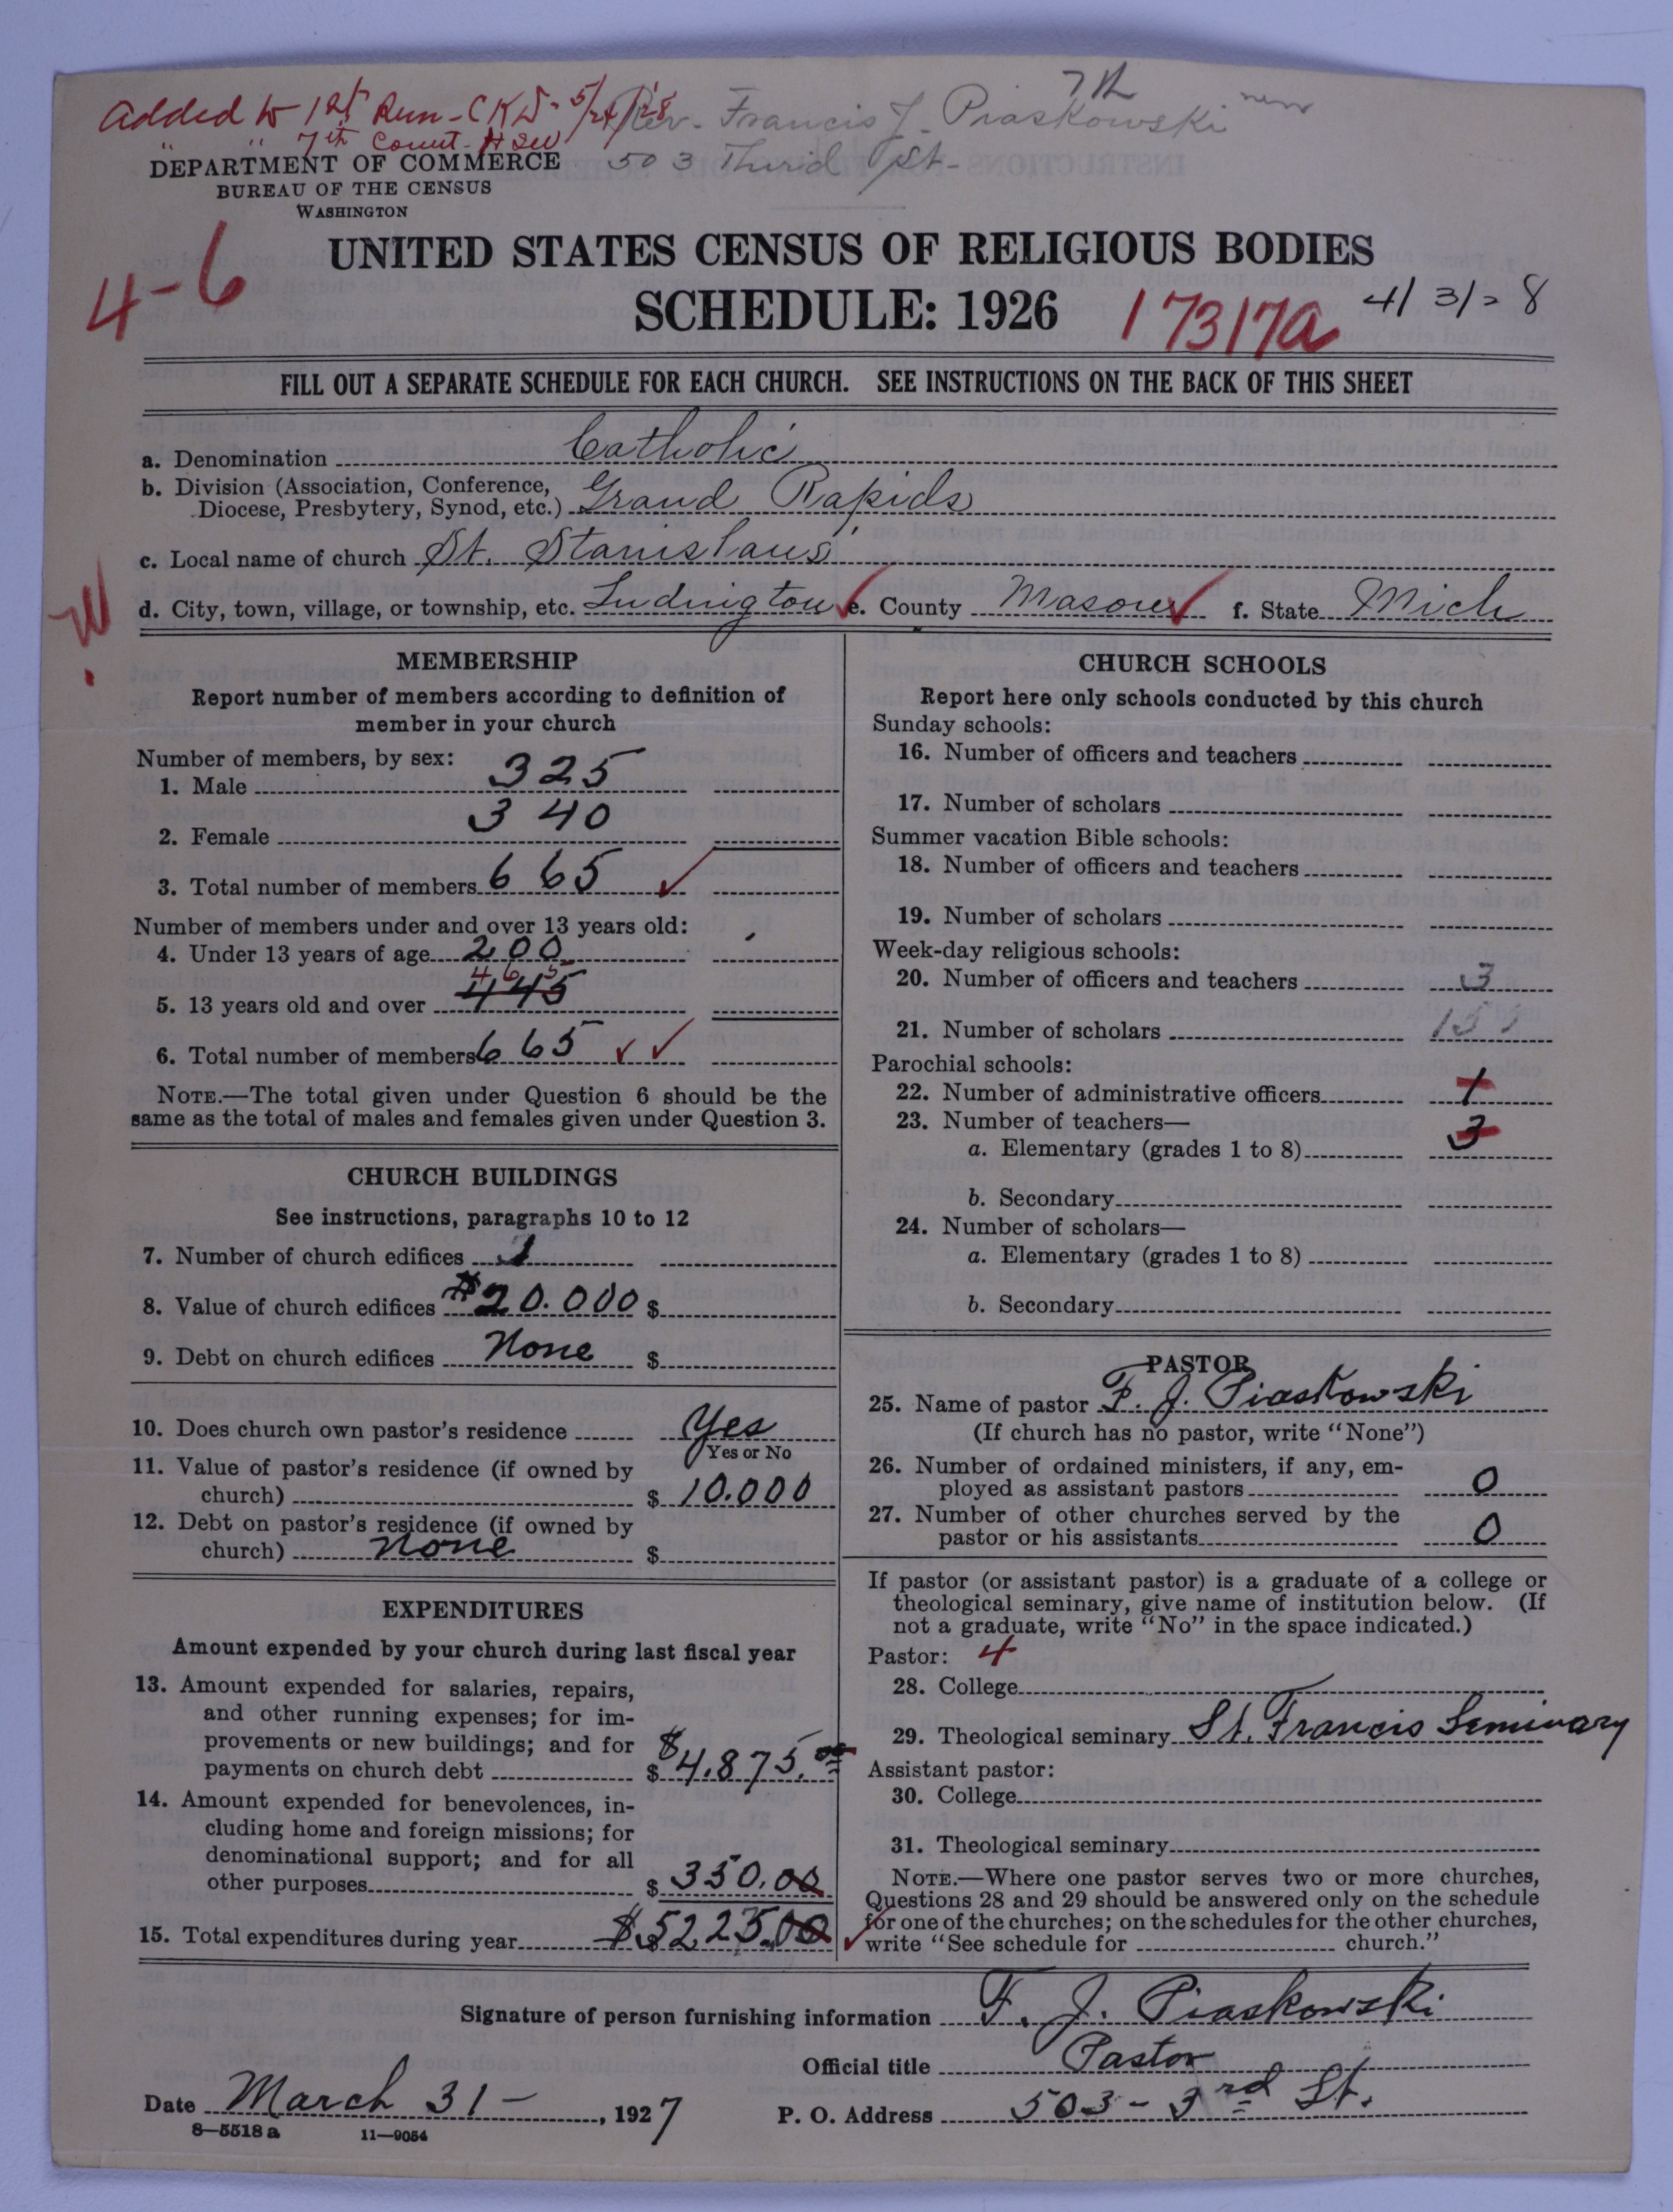 7th
Added to 1st Run - CKD - 5/24/28 Rev. Francis J. Piaskowski new
" " 7th Count - HSW
DEPARTMENT OF COMMERCE 503 Third St-
BUREAU OF THE CENSUS
WASHINGTON
4-6
UNITED STATES CENSUS OF RELIGIOUS BODIES
SCHEDULE: 1926 17317a 4/3/28
FILL OUT A SEPARATE SCHEDULE FOR EACH CHURCH. SEE INSTRUCTIONS ON THE BACK OF THIS SHEET
a. Denomination Catholic
b. Division (Association, Conference,
Diocese, Presbytery, Synod, etc.) Grand Rapids
c. Local name of church St. Stanislaus
d. City, town, village, or township, etc. Ludington e. County Mason f. State Mich
MEMBERSHIP
Report number of members according to definition of
member in your church
Number of members, by sex:
1. Male 325
2. Female 340
3. Total number of members 665
Number of members under and over 13 years old:
4. Under 13 years of age 200
465
5. 13 years old and over 445
6. Total number of members 665
NOTE.—The total given under Question 6 should be the
same as the total of males and females given under Question 3.
CHURCH BUILDINGS
See instructions, paragraphs 10 to 12
7. Number of church edifices 1
8. Value of church edifices $20.000 $
9. Debt on church edifices None $
10. Does church own pastor's residence Yes
Yes or No
11. Value of pastor's residence (if owned by
church) $ 10.000
12. Debt on pastor's residence (if owned by
church) None $
EXPENDITURES
Amount expended by your church during last fiscal year
13. Amount expended for salaries, repairs,
and other running expenses; for im-
provements or new buildings; and for
payments on church debt $ $4.875.00
14. Amount expended for benevolences, in-
cluding home and foreign missions; for
denominational support; and for all
other purposes $ 350.00
15. Total expenditures during year $ $5225.00
CHURCH SCHOOLS
Report here only schools conducted by this church
Sunday schools:
16. Number of officers and teachers
17. Number of scholars
Summer vacation Bible schools:
18. Number of officers and teachers
19. Number of scholars
Week-day religious schools:
20. Number of officers and teachers 3
21. Number of scholars
Parochial schools:
22. Number of administrative officers 1
23. Number of teachers—
a. Elementary (grades 1 to 8) 3
b. Secondary
24. Number of scholars—
a. Elementary (grades 1 to 8)
b. Secondary
PASTOR
25. Name of pastor F. J. Piaskowski
(If church has no pastor, write "None")
26. Number of ordained ministers, if any, em-
ployed as assistant pastors 0
27. Number of other churches served by the
pastor or his assistants 0
If pastor (or assistant pastor) is a graduate of a college or
theological seminary, give name of institution below. (If
not a graduate, write "No" in the space indicated.)
Pastor: 4
28. College
29. Theological seminary St. Francis Seminary
Assistant pastor:
30. College
31. Theological seminary
NOTE.—Where one pastor serves two or more churches,
Questions 28 and 29 should be answered only on the schedule
for one of the churches; on the schedules for the other churches,
write "See schedule for church."
Signature of person furnishing information F. J. Piaskowski
Official title Pastor
Date March 31 - , 1927 P. O. Address 503 - 3rd St.
8—5518 a 11—9054